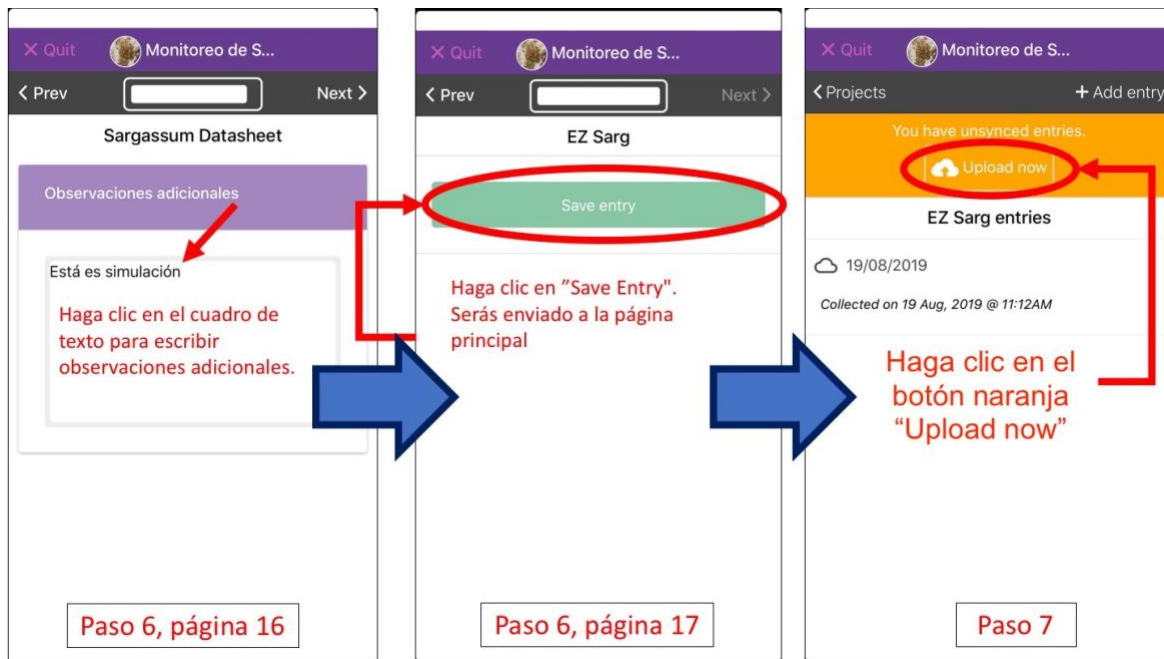 X Quit
Monitoreo de S...
< Prev
Next >
Sargassum Datasheet
Observaciones adicionales
Está es simulación
Haga clic en el cuadro de
texto para escribir
observaciones adicionales.
Paso 6, página 16
X Quit
Monitoreo de S...
< Prev
Next >
EZ Sarg
Save entry
Haga clic en ”Save Entry".
Serás enviado a la página
principal
Paso 6, página 17
X Quit
Monitoreo de S...
< Projects
+ Add entry
You have unsynced entries.
Upload now
EZ Sarg entries
19/08/2019
Collected on 19 Aug, 2019 @ 11:12AM
Haga clic en el
botón naranja
“Upload now”
Paso 7